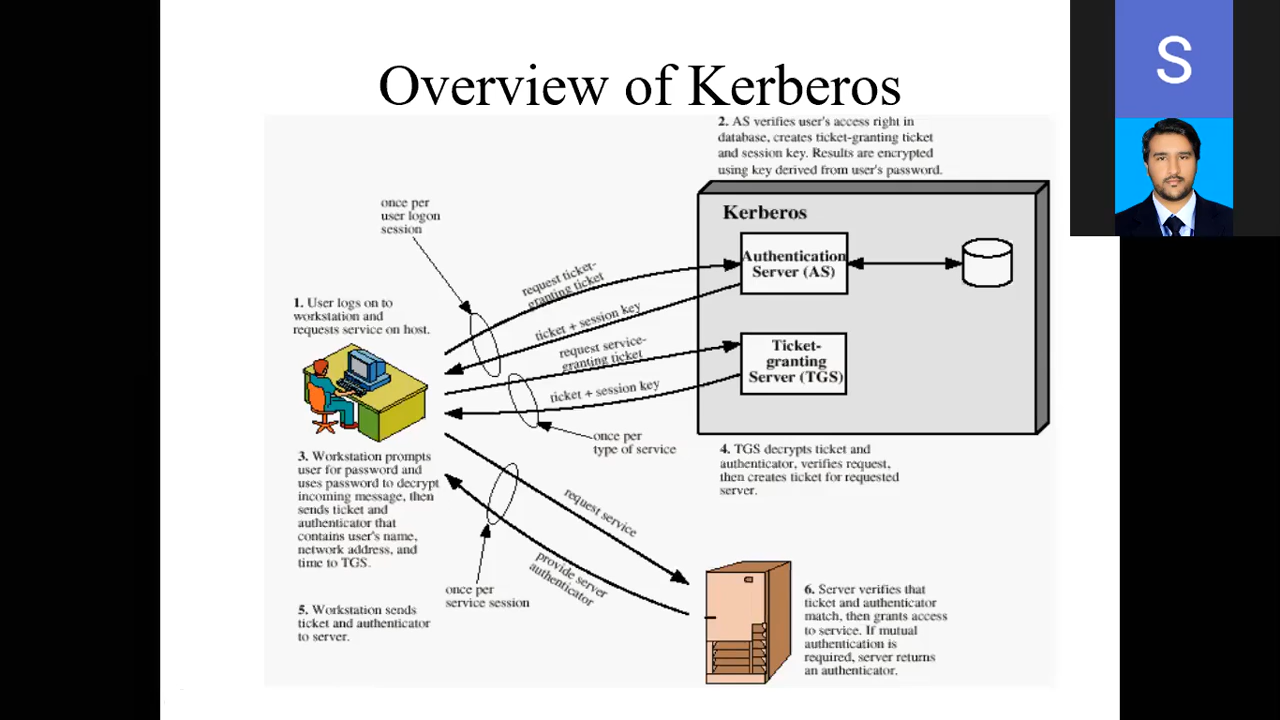 Overview of Kerberos
S
2. AS verifies user's access right in
database, creates ticket-granting ticket
and session key. Results are encrypted
using key derived from user's password.
once per
user logon
session
Kerberos
Authentication
Server (AS)
request ticket-
granting ticket
1. User logs on to
workstation and
requests service on host.
ticket + session key
request service-
granting ticket
Ticket-
granting
Server (TGS)
ticket + session key
once per
type of service
3. Workstation prompts
user for password and
uses password to decrypt
incoming message, then
sends ticket and
authenticator that
contains user's name,
network address, and
time to TGS.
4. TGS decrypts ticket and
authenticator, verifies request,
then creates ticket for requested
server.
request service
provide server
authenticator
once per
service session
5. Workstation sends
ticket and authenticator
to server.
6. Server verifies that
ticket and authenticator
match, then grants access
to service. If mutual
authentication is
required, server returns
an authenticator.